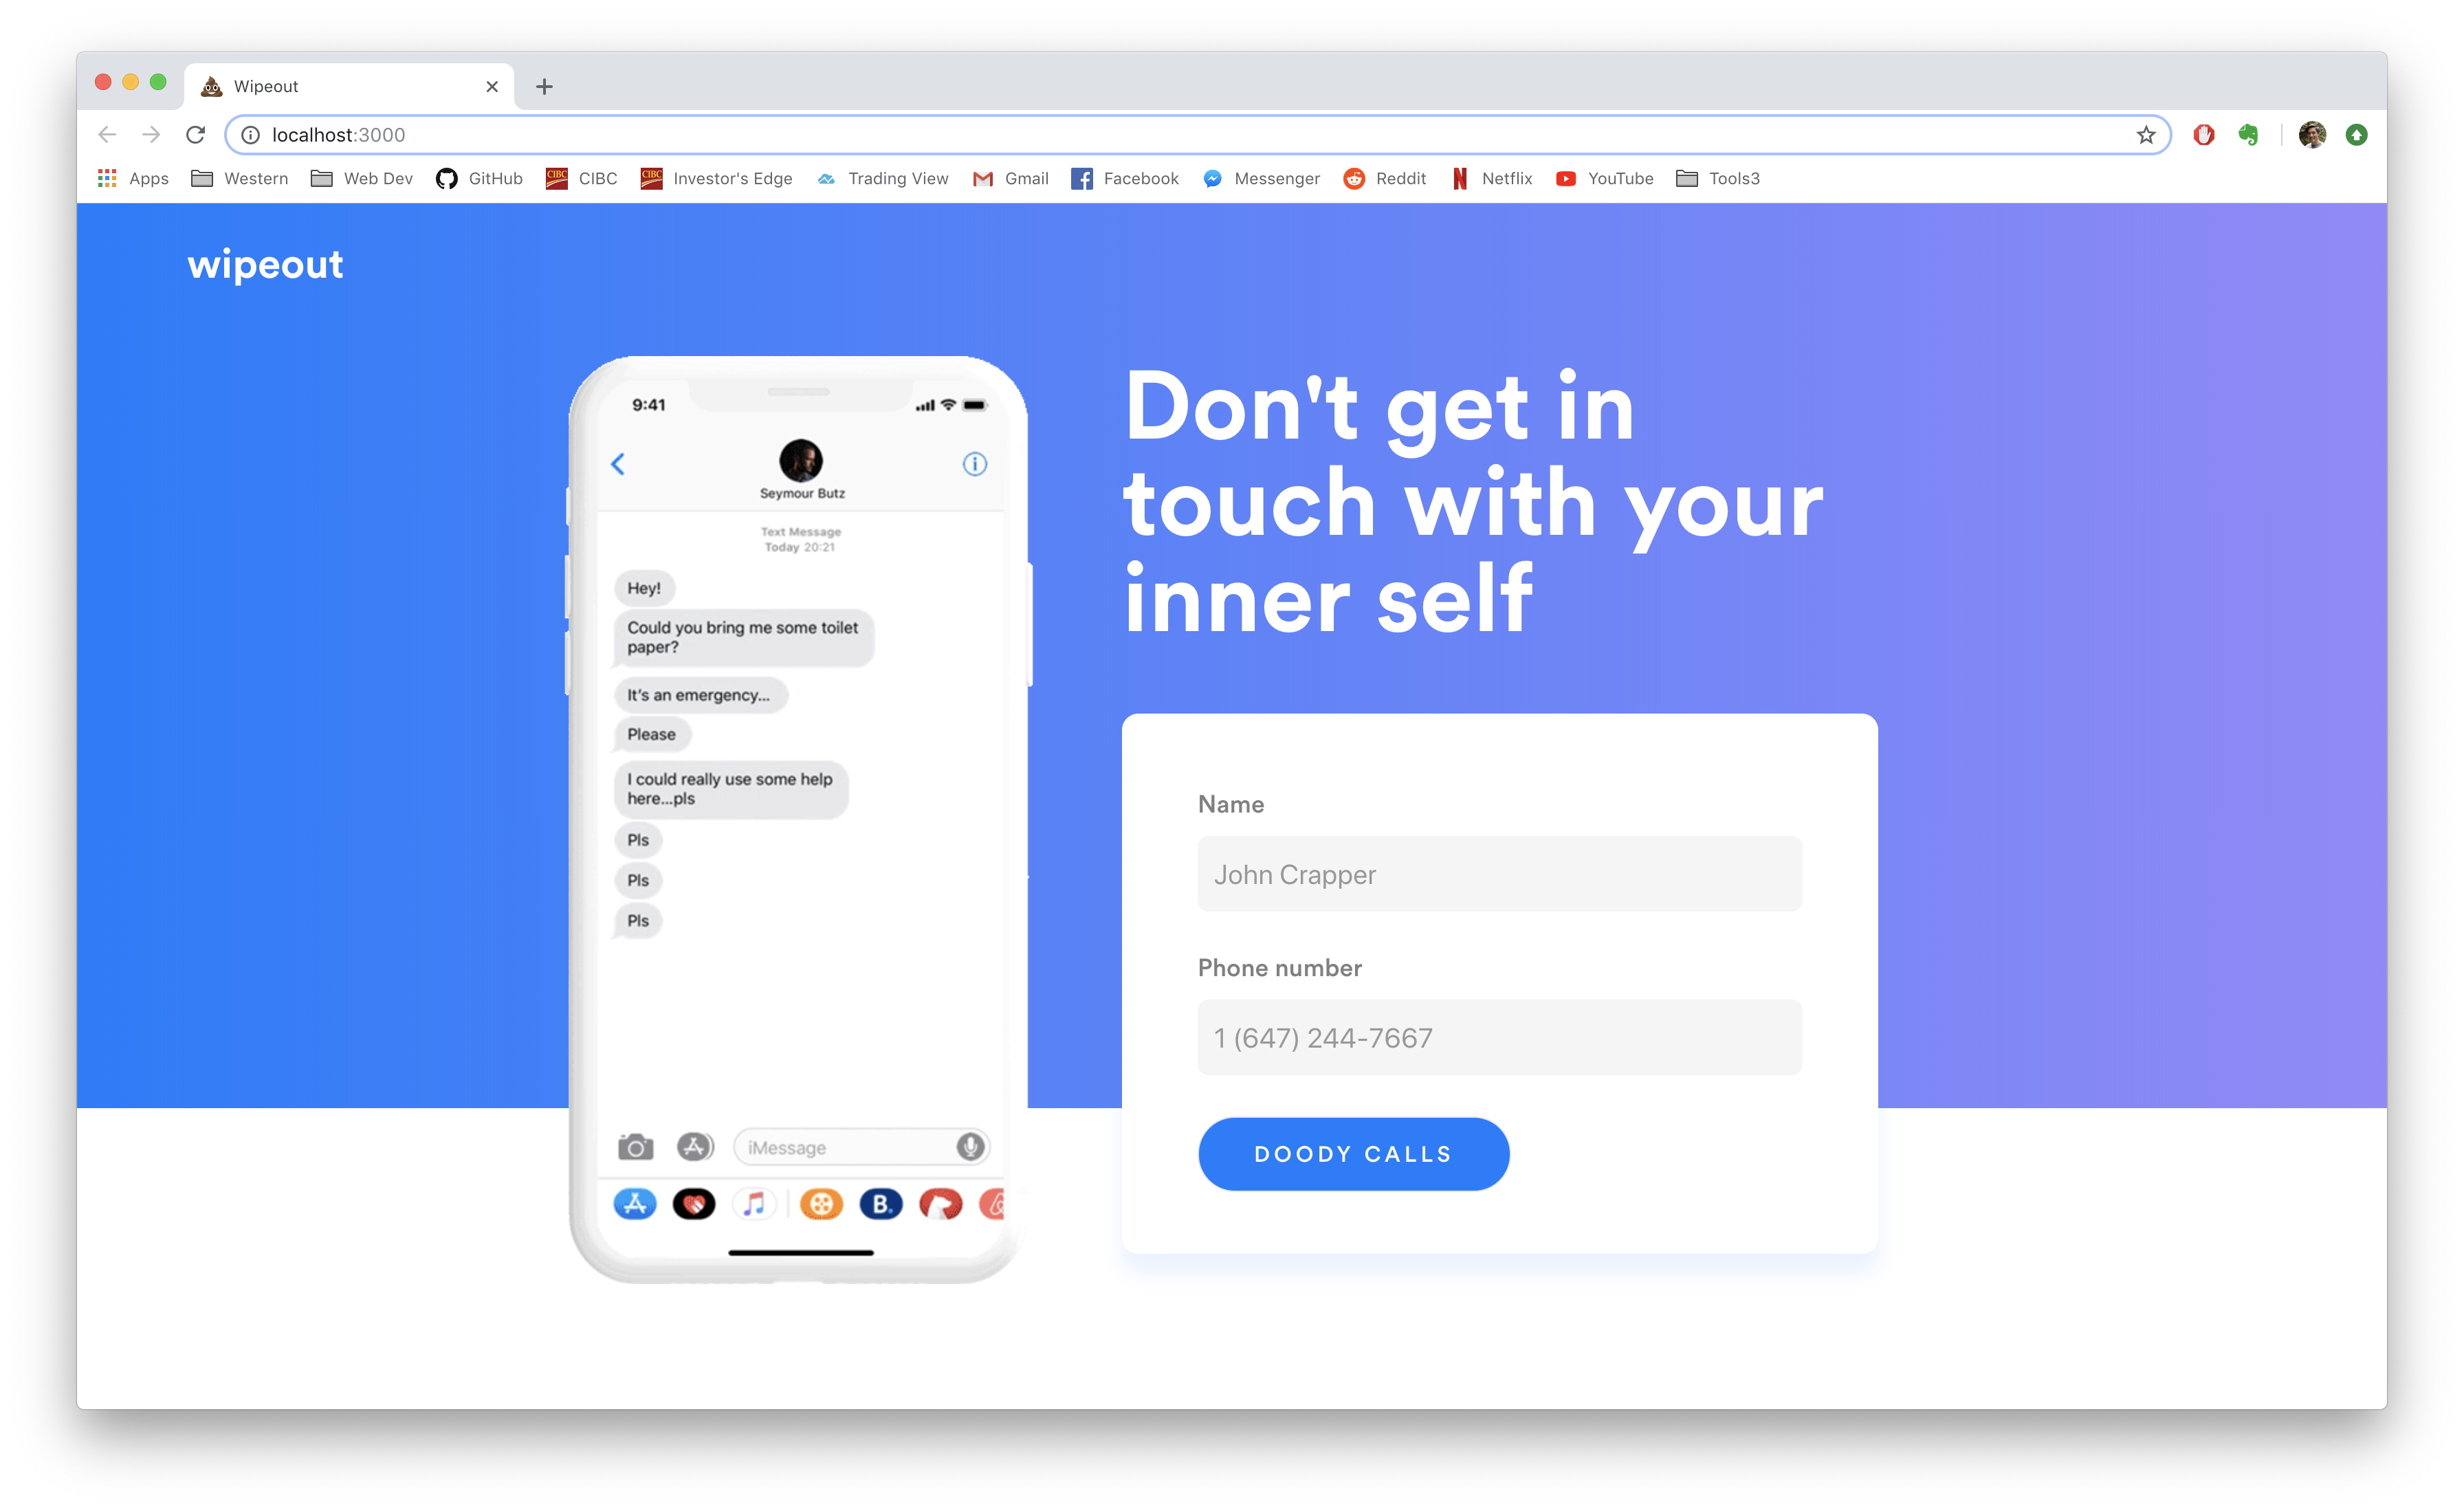 Wipeout
localhost:3000
Apps Western Web Dev GitHub CIBC Investor's Edge Trading View Gmail Facebook Messenger Reddit Netflix YouTube Tools3
wipeout
9:41
Seymour Butz
Text Message
Today 20:21
Hey!
Could you bring me some toilet
paper?
It's an emergency...
Please
I could really use some help
here...pls
Pls
Pls
Pls
iMessage
B.
Don't get in
touch with your
inner self
Name
John Crapper
Phone number
1 (647) 244-7667
DOODY CALLS